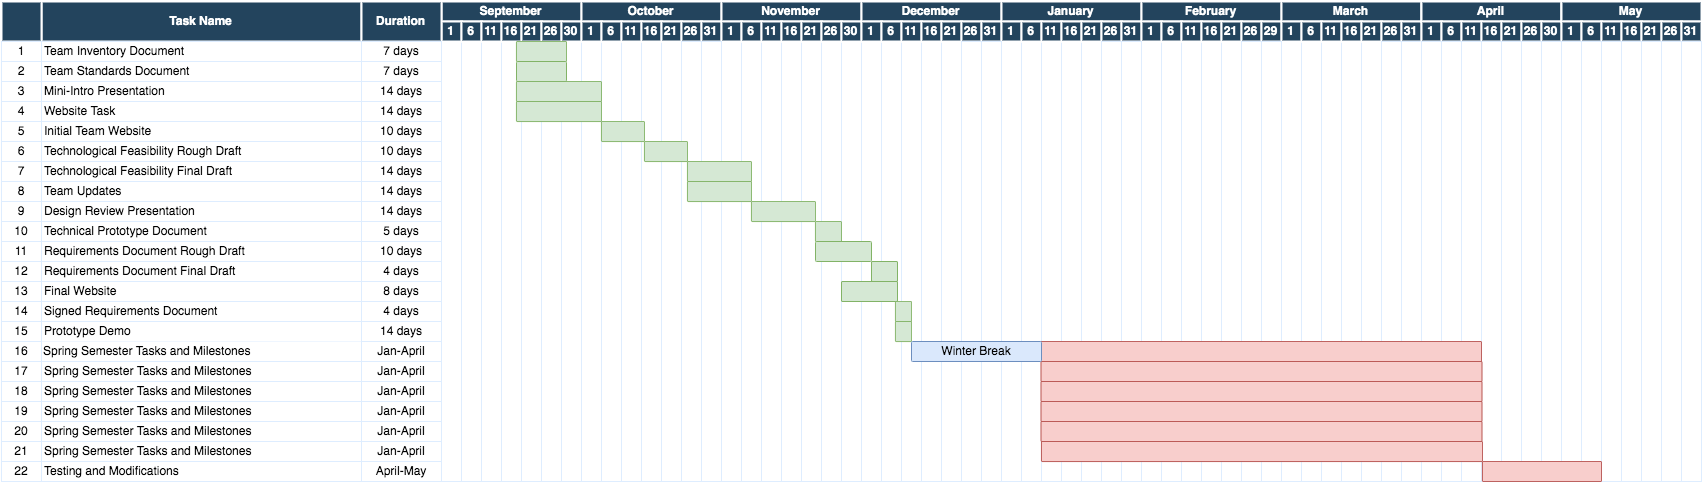 Task Name Duration September October November December January February March April May
1 6 11 16 21 26 30 1 6 11 16 21 26 31 1 6 11 16 21 26 30 1 6 11 16 21 26 31 1 6 11 16 21 26 31 1 6 11 16 21 26 29 1 6 11 16 21 26 31 1 6 11 16 21 26 30 1 6 11 16 21 26 31
1 Team Inventory Document 7 days
2 Team Standards Document 7 days
3 Mini-Intro Presentation 14 days
4 Website Task 14 days
5 Initial Team Website 10 days
6 Technological Feasibility Rough Draft 10 days
7 Technological Feasibility Final Draft 14 days
8 Team Updates 14 days
9 Design Review Presentation 14 days
10 Technical Prototype Document 5 days
11 Requirements Document Rough Draft 10 days
12 Requirements Document Final Draft 4 days
13 Final Website 8 days
14 Signed Requirements Document 4 days
15 Prototype Demo 14 days
16 Spring Semester Tasks and Milestones Jan-April Winter Break
17 Spring Semester Tasks and Milestones Jan-April
18 Spring Semester Tasks and Milestones Jan-April
19 Spring Semester Tasks and Milestones Jan-April
20 Spring Semester Tasks and Milestones Jan-April
21 Spring Semester Tasks and Milestones Jan-April
22 Testing and Modifications April-May